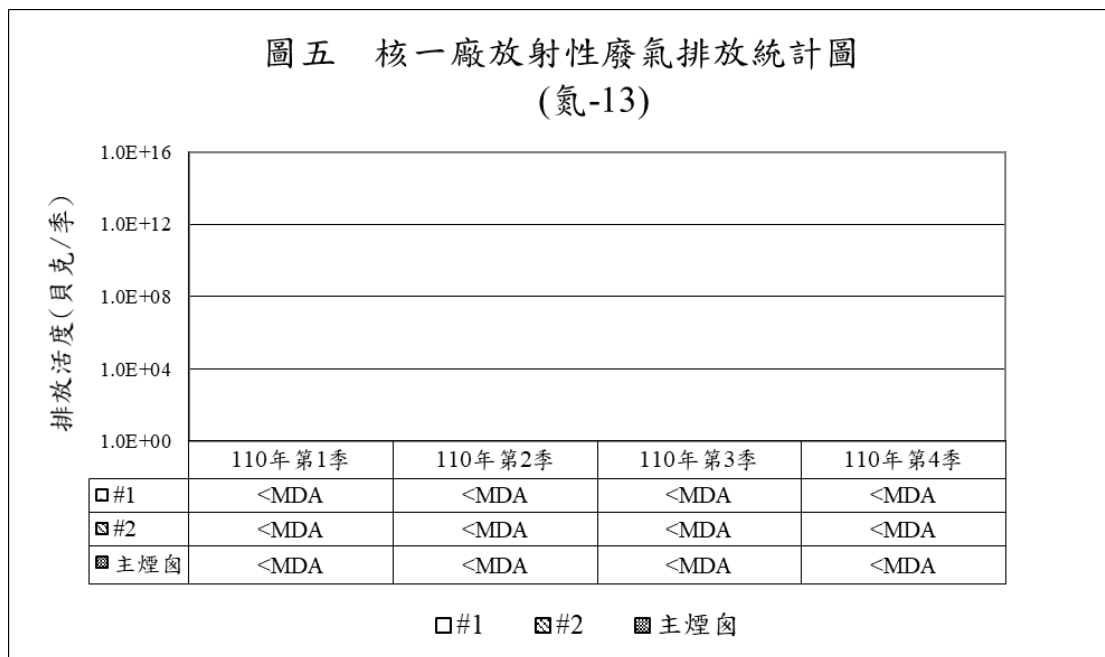 圖五　核一廠放射性廢氣排放統計圖
(氮-13)
排放活度(貝克/季)
1.0E+16
1.0E+12
1.0E+08
1.0E+04
1.0E+00
110年第1季 110年第2季 110年第3季 110年第4季
#1 <MDA <MDA <MDA <MDA
#2 <MDA <MDA <MDA <MDA
主煙囪 <MDA <MDA <MDA <MDA
#1 #2 主煙囪